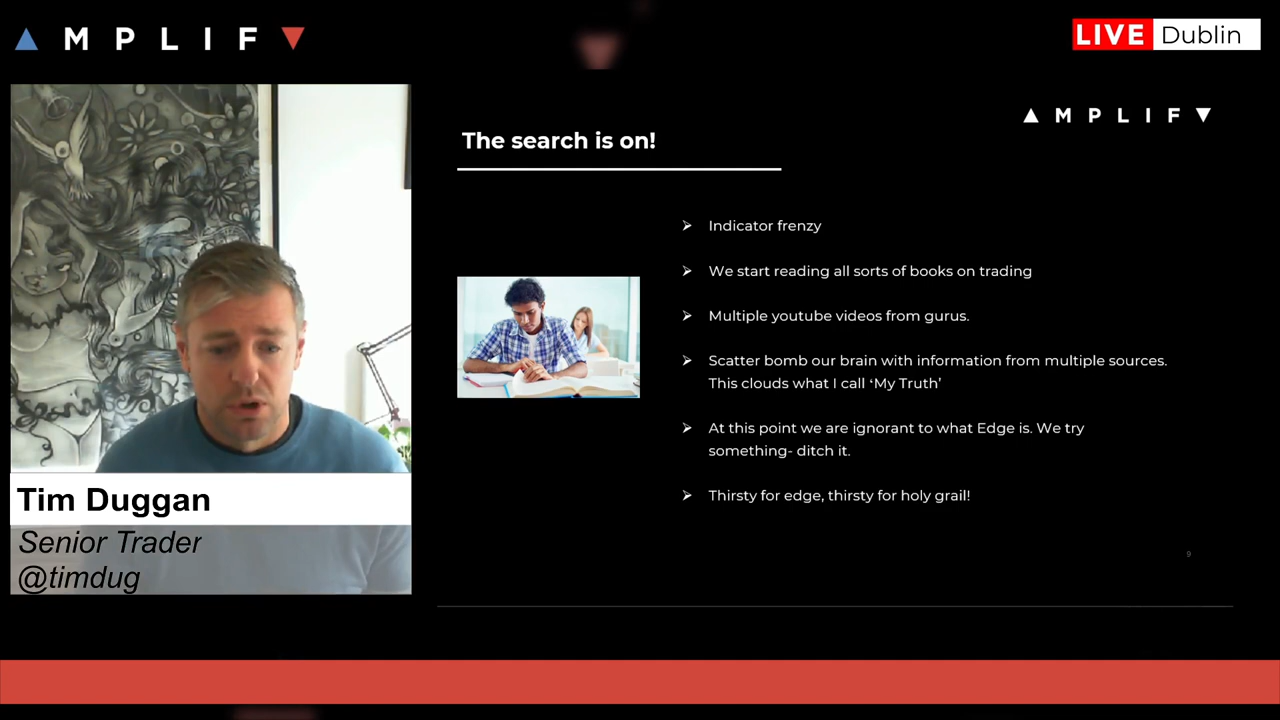 ▲ M P L I F ▼
LIVE Dublin
▲ M P L I F ▼
The search is on!
➢ Indicator frenzy
➢ We start reading all sorts of books on trading
➢ Multiple youtube videos from gurus.
➢ Scatter bomb our brain with information from multiple sources.
This clouds what I call ‘My Truth’
➢ At this point we are ignorant to what Edge is. We try
something- ditch it.
➢ Thirsty for edge, thirsty for holy grail!
9
Tim Duggan
Senior Trader
@timdug